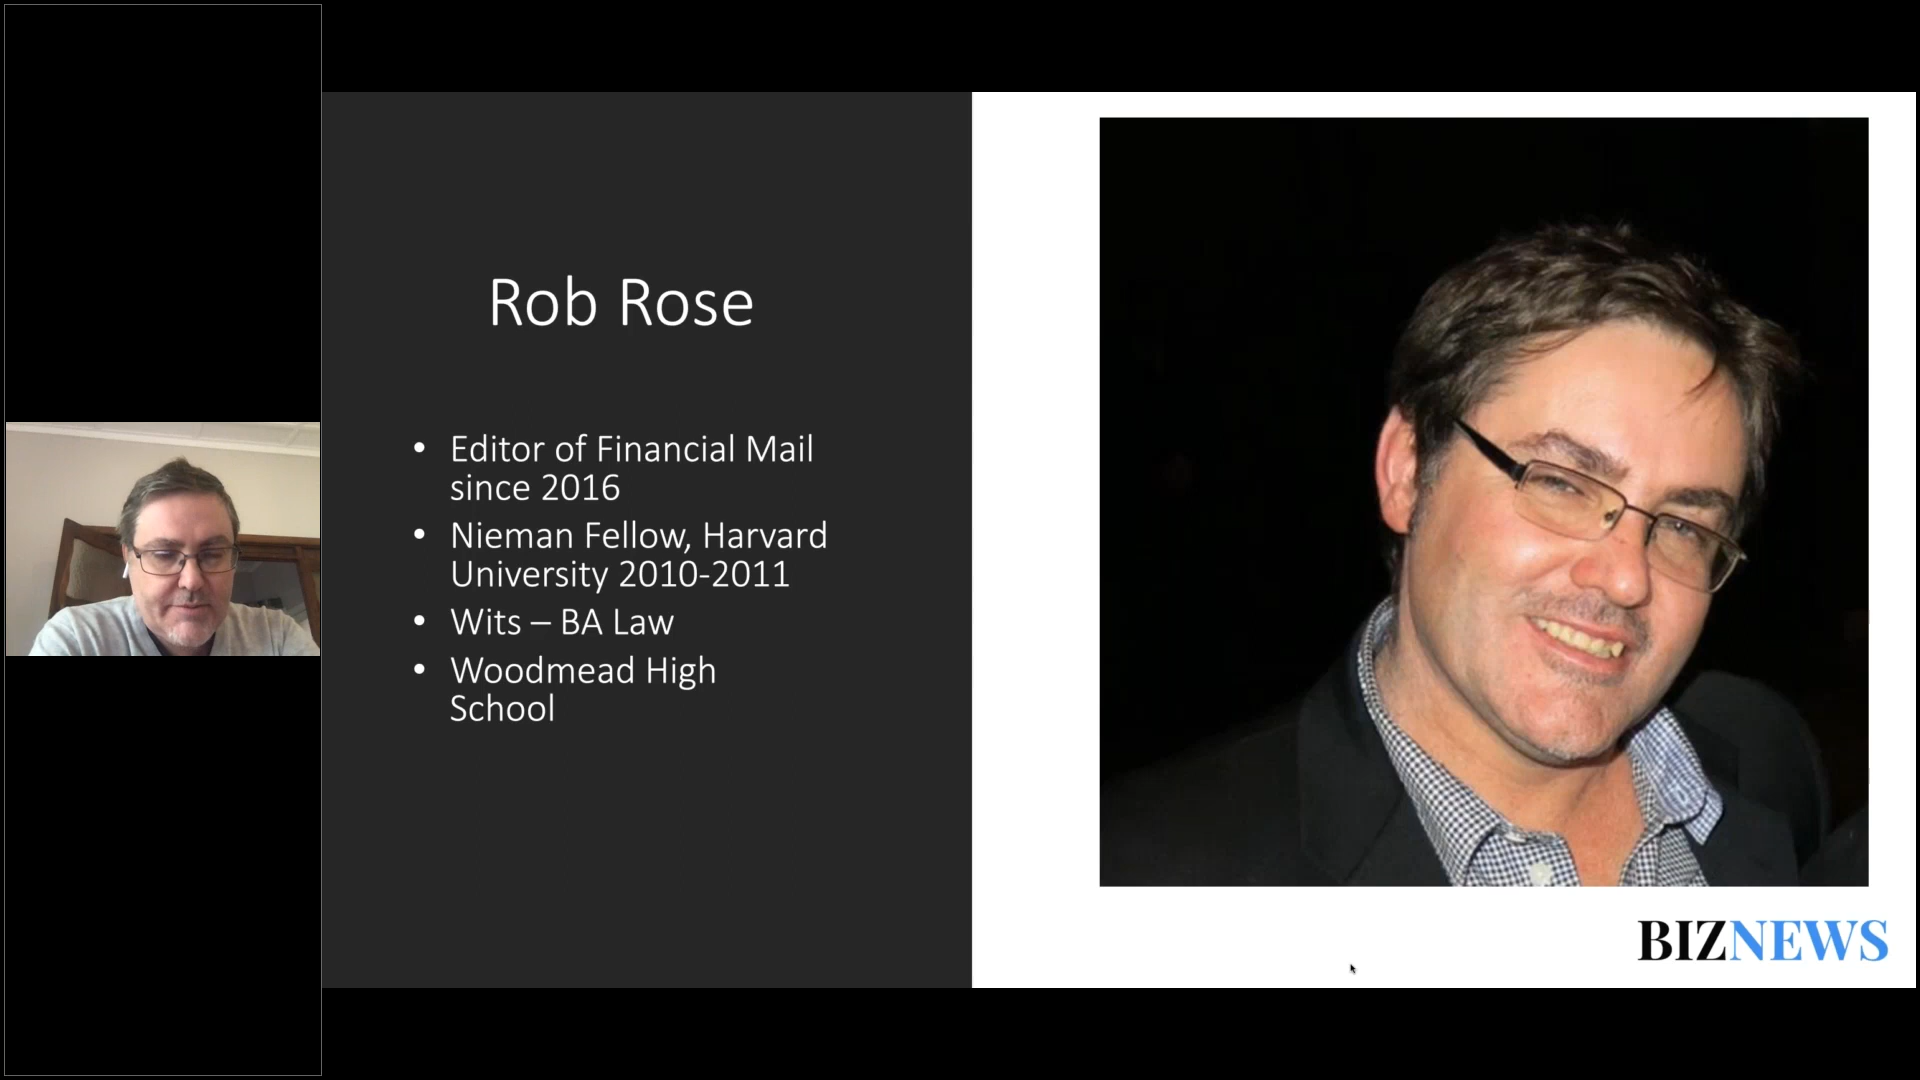 Rob Rose
• Editor of Financial Mail
since 2016
• Nieman Fellow, Harvard
University 2010-2011
• Wits – BA Law
• Woodmead High
School
BIZNEWS